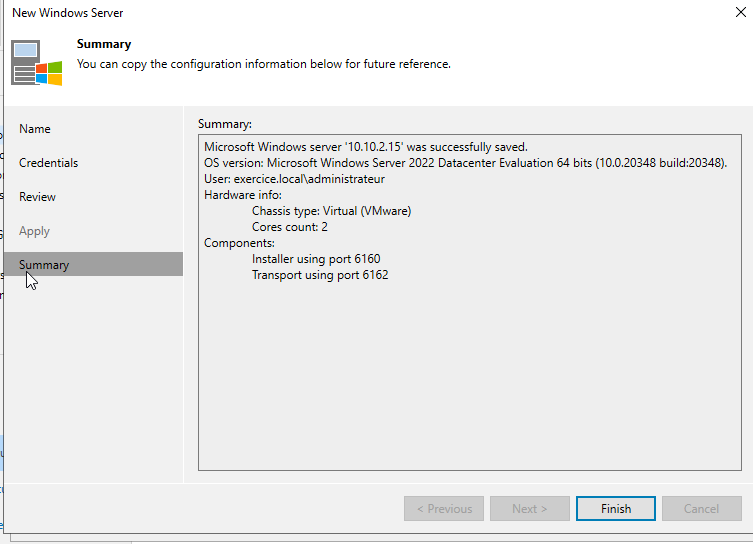 New Windows Server
Summary
You can copy the configuration information below for future reference.
Name
Credentials
Review
Apply
Summary
Summary:
Microsoft Windows server '10.10.2.15' was successfully saved.
OS version: Microsoft Windows Server 2022 Datacenter Evaluation 64 bits (10.0.20348 build:20348).
User: exercice.local\administrateur
Hardware info:
Chassis type: Virtual (VMware)
Cores count: 2
Components:
Installer using port 6160
Transport using port 6162
< Previous
Next >
Finish
Cancel